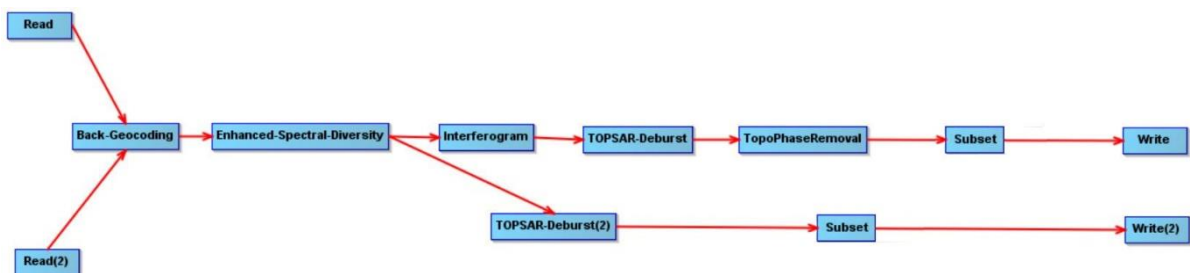 Read
Back-Geocoding
Enhanced-Spectral-Diversity
Interferogram
TOPSAR-Deburst
TopoPhaseRemoval
Subset
Write
TOPSAR-Deburst(2)
Subset
Write(2)
Read(2)